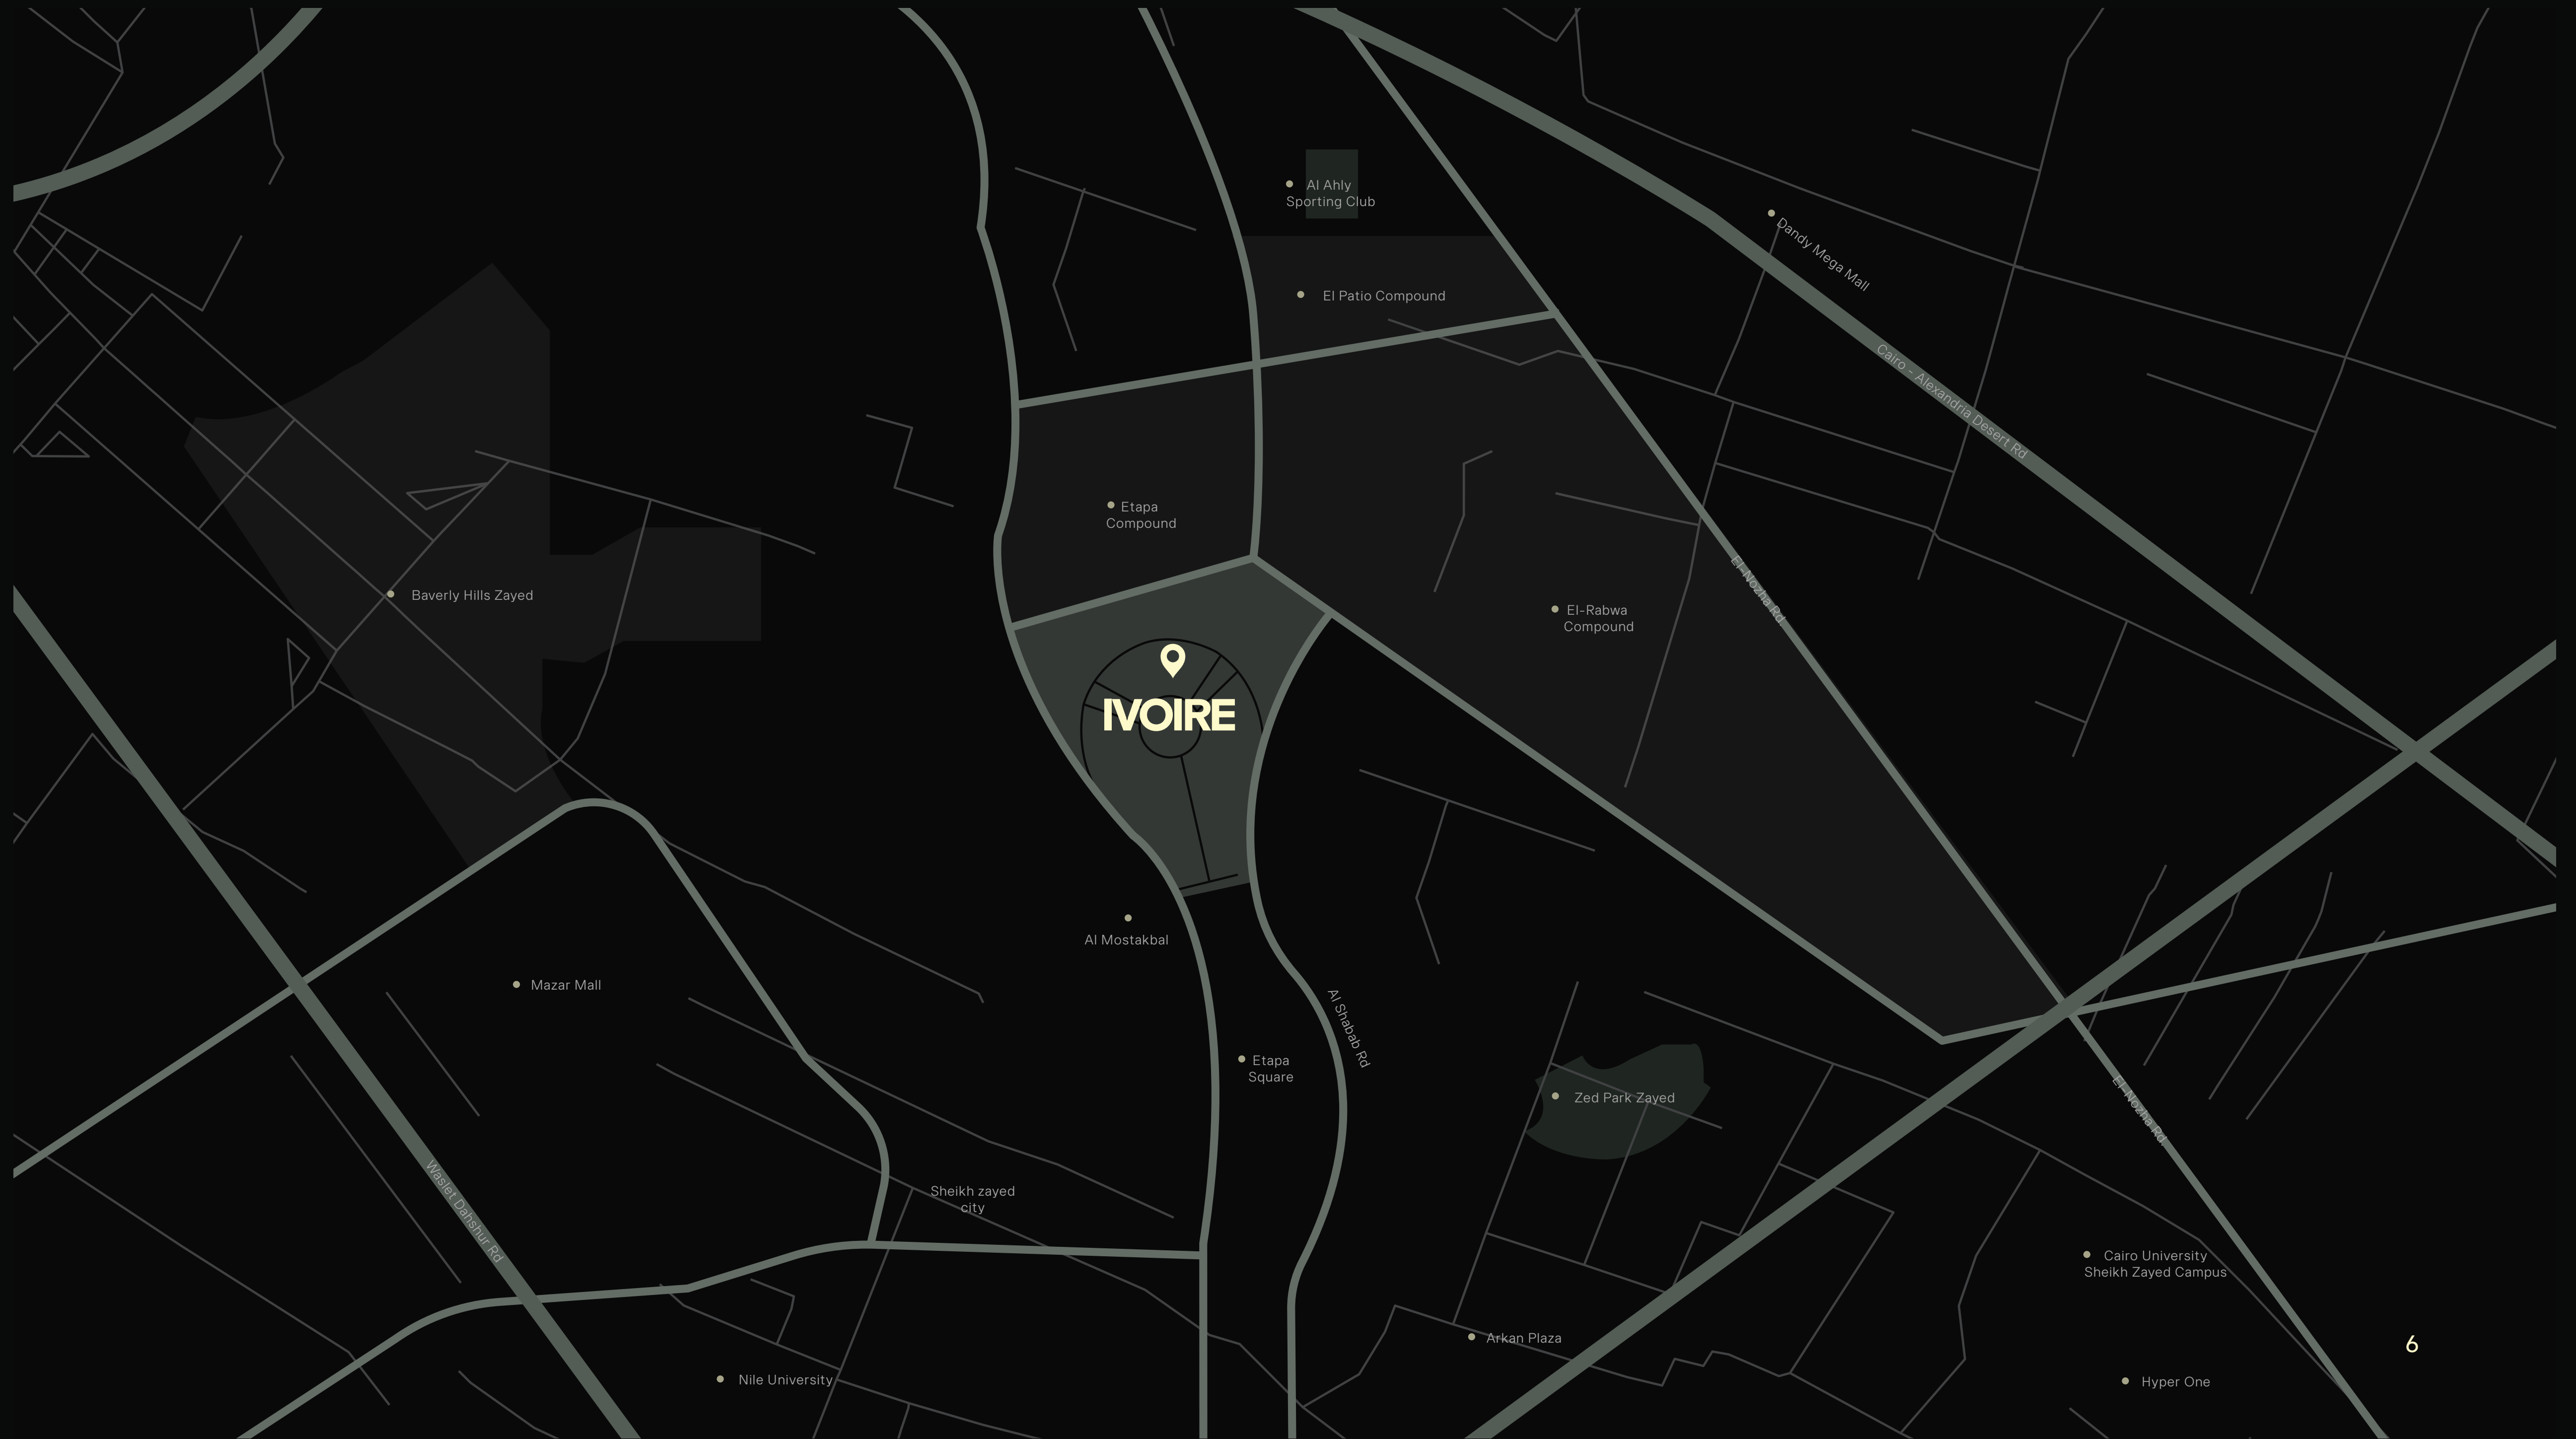 Al Ahly
Sporting Club
Dandy Mega Mall
El Patio Compound
Cairo - Alexandria Desert Rd
Etapa
Compound
Baverly Hills Zayed
El-Nozha Rd.
El-Rabwa
Compound
IVOIRE
Al Mostakbal
Mazar Mall
Al Shabab Rd
Etapa
Square
Zed Park Zayed
El-Nozha Rd.
Waslet Dahshur Rd
Sheikh zayed
city
Cairo University
Sheikh Zayed Campus
Arkan Plaza
6
Nile University
Hyper One